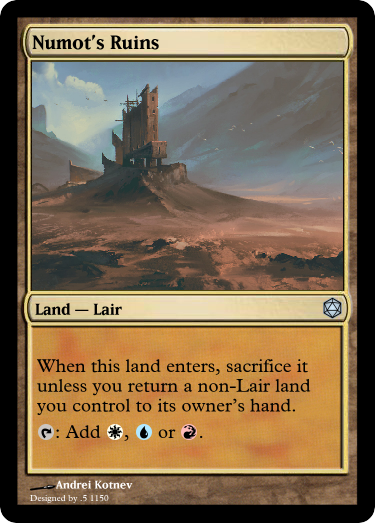 Numot's Ruins
Land — Lair
When this land enters, sacrifice it
unless you return a non-Lair land
you control to its owner's hand.
: Add , or .
Andrei Kotnev
Designed by .5 1150